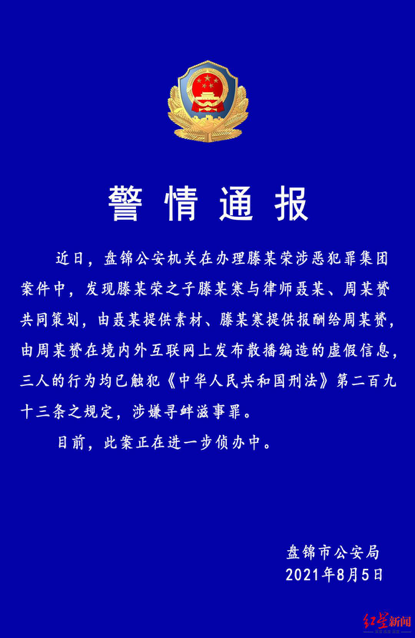 警情通报
近日，盘锦公安机关在办理滕某荣涉恶犯罪集团
案件中，发现滕某荣之子滕某寒与律师聂某、周某赟
共同策划，由聂某提供素材、滕某寒提供报酬给周某赟，
由周某赟在境内外互联网上发布散播编造的虚假信息，
三人的行为均已触犯《中华人民共和国刑法》第二百九
十三条之规定，涉嫌寻衅滋事罪。
目前，此案正在进一步侦办中。
盘锦市公安局
2021年8月5日
红星新闻